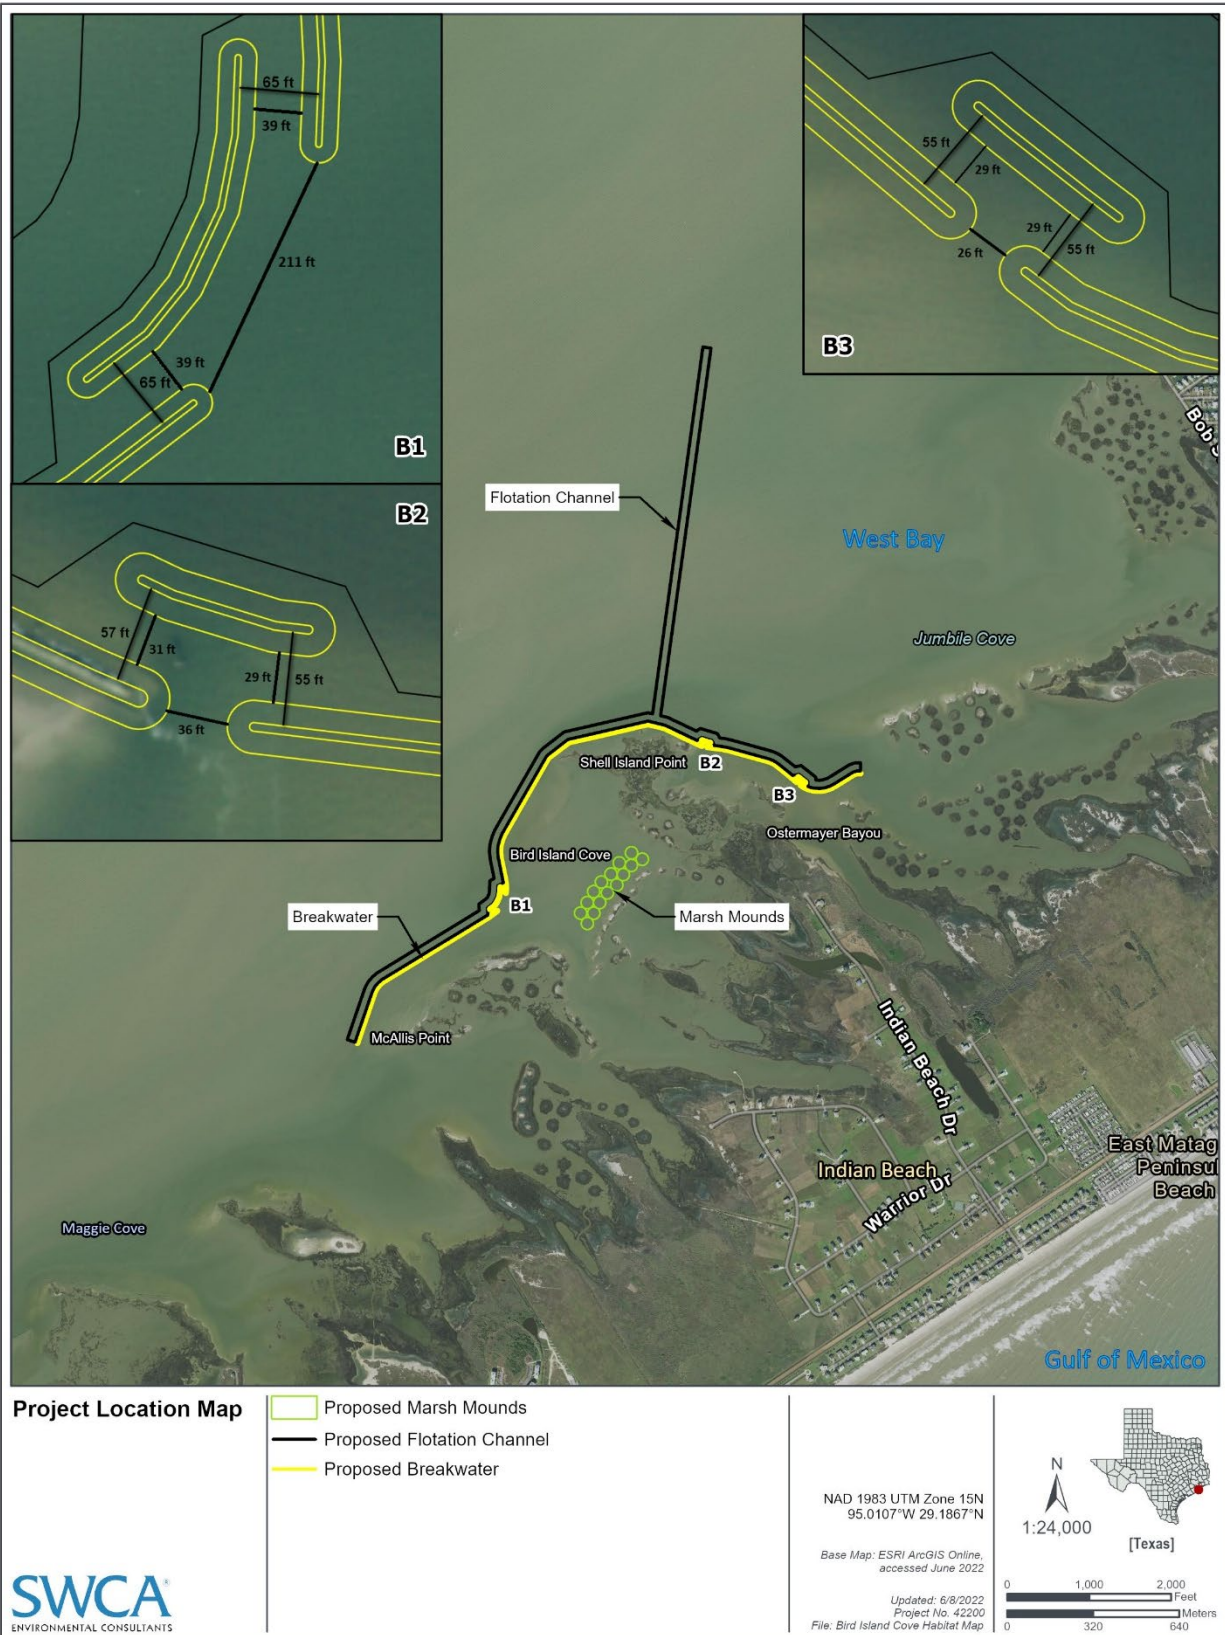 65 ft
39 ft
211 ft
39 ft
65 ft
B1
B2
57 ft
31 ft
29 ft
55 ft
36 ft
55 ft
29 ft
29 ft
55 ft
26 ft
B3
Bob S
Flotation Channel
West Bay
Jumbile Cove
Shell Island Point
B2
B3
Ostermayer Bayou
Bird Island Cove
B1
Breakwater
Marsh Mounds
McAllis Point
Indian Beach Dr
East Matag
Peninsul
Beach
Indian Beach
Warrior Dr
Maggie Cove
Gulf of Mexico
Project Location Map
Proposed Marsh Mounds
Proposed Flotation Channel
Proposed Breakwater
NAD 1983 UTM Zone 15N
95.0107°W 29.1867°N
Base Map: ESRI ArcGIS Online,
accessed June 2022
Updated: 6/8/2022
Project No. 42200
File: Bird Island Cove Habitat Map
N
1:24,000
[Texas]
0 1,000 2,000
Feet
Meters
0 320 640
SWCA®
ENVIRONMENTAL CONSULTANTS